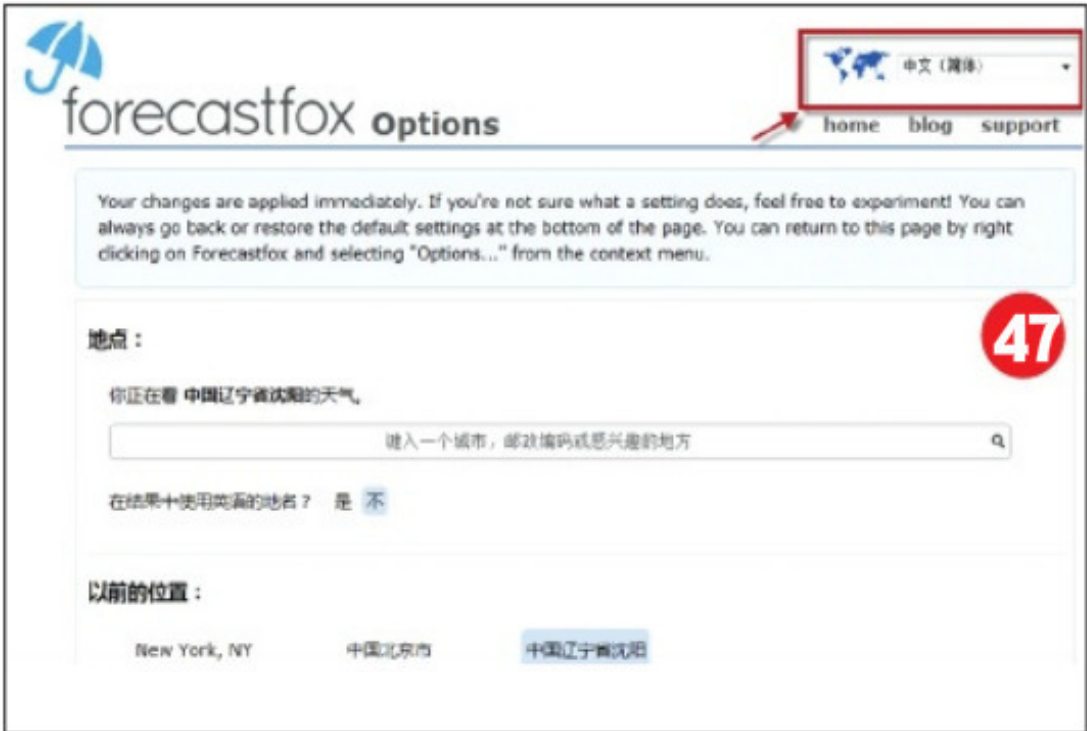 中文（简体）
forecastfox Options
home blog support
Your changes are applied immediately. If you're not sure what a setting does, feel free to experiment! You can
always go back or restore the default settings at the bottom of the page. You can return to this page by right
clicking on Forecastfox and selecting "Options..." from the context menu.
47
地点：
你正在看 中国辽宁省沈阳的天气。
键入一个城市，邮政编码或感兴趣的地方
在结果中使用英语的地名？ 是 不
以前的位置：
New York, NY 中国北京市 中国辽宁省沈阳